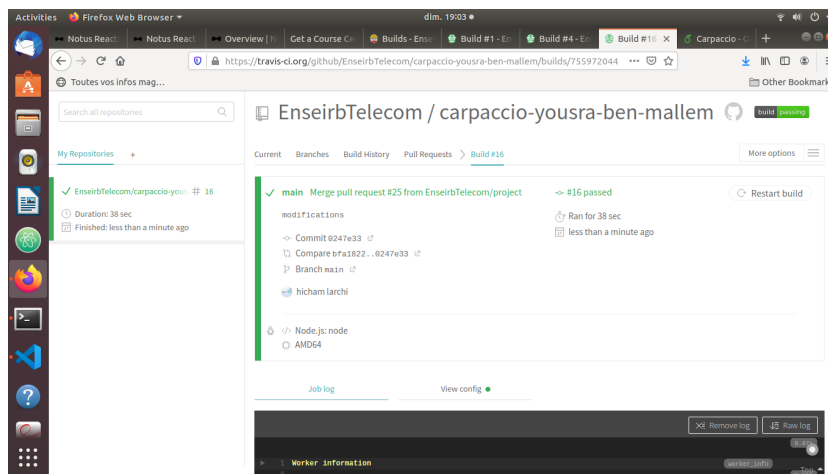 Activities Firefox Web Browser dim. 19:03
Notus React Notus React Overview | N Get a Course Ce Builds - Ense Build #1 - En Build #4 - En Build #16 Carpaccio - C
https://travis-ci.org/github/EnseirbTelecom/carpaccio-yousra-ben-mallem/builds/755972044
Toutes vos infos mag… Other Bookmark
Search all repositories
EnseirbTelecom / carpaccio-yousra-ben-mallem build passing
My Repositories +
Current Branches Build History Pull Requests Build #16 More options
EnseirbTelecom/carpaccio-yous # 16
Duration: 38 sec
Finished: less than a minute ago
main Merge pull request #25 from EnseirbTelecom/project #16 passed Restart build
modifications Ran for 38 sec
less than a minute ago
Commit 0247e33
Compare bfa1822..0247e33
Branch main
hicham larchi
Node.js: node
AMD64
Job log View config
Remove log Raw log
1 Worker information worker_info
Top